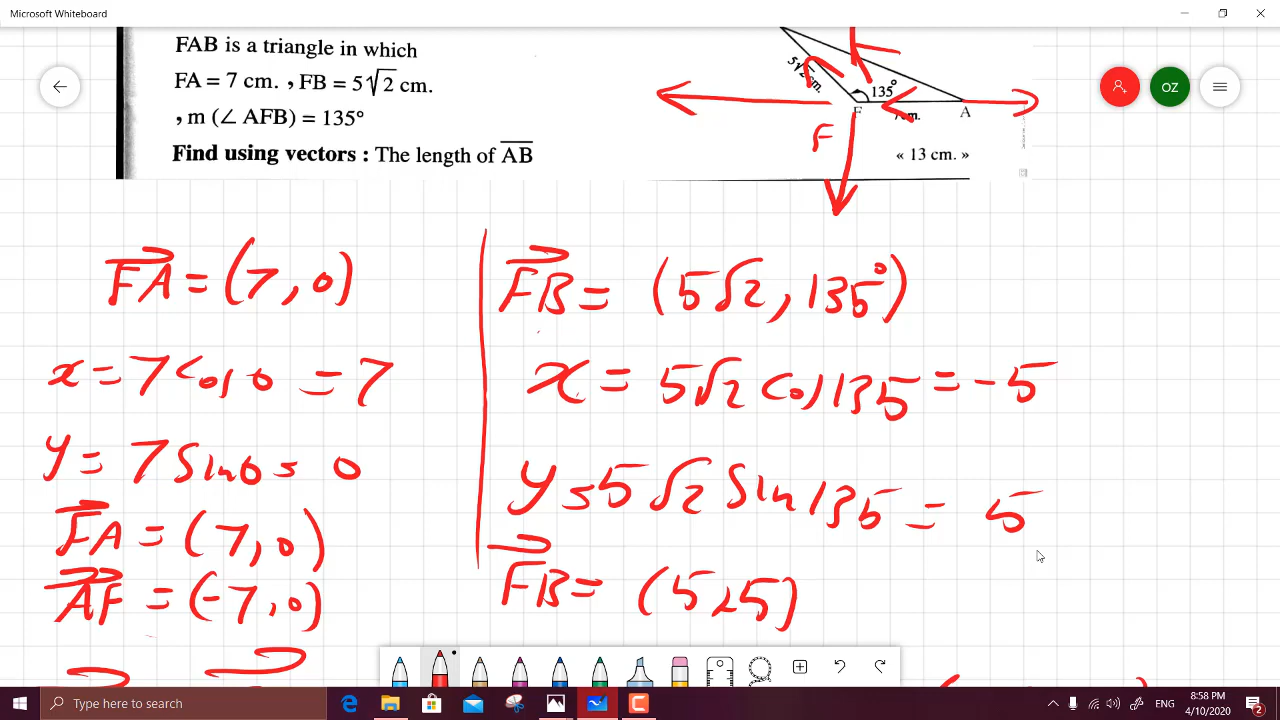 Microsoft Whiteboard
FAB is a triangle in which
FA = 7 cm. , FB = 5√2 cm.
, m (∠ AFB) = 135°
Find using vectors : The length of AB
5√2 cm.
135°
F
7cm.
A
F
« 13 cm. »
OZ
FA = (7, 0)
x = 7 Cos 0 = 7
y = 7 Sin 0 = 0
FA = (7, 0)
AF = (-7, 0)
FB = (5√2, 135°)
x = 5√2 Cos 135 = -5
y = 5√2 Sin 135 = 5
FB = (5, 5)
Type here to search
8:58 PM
4/10/2020
2